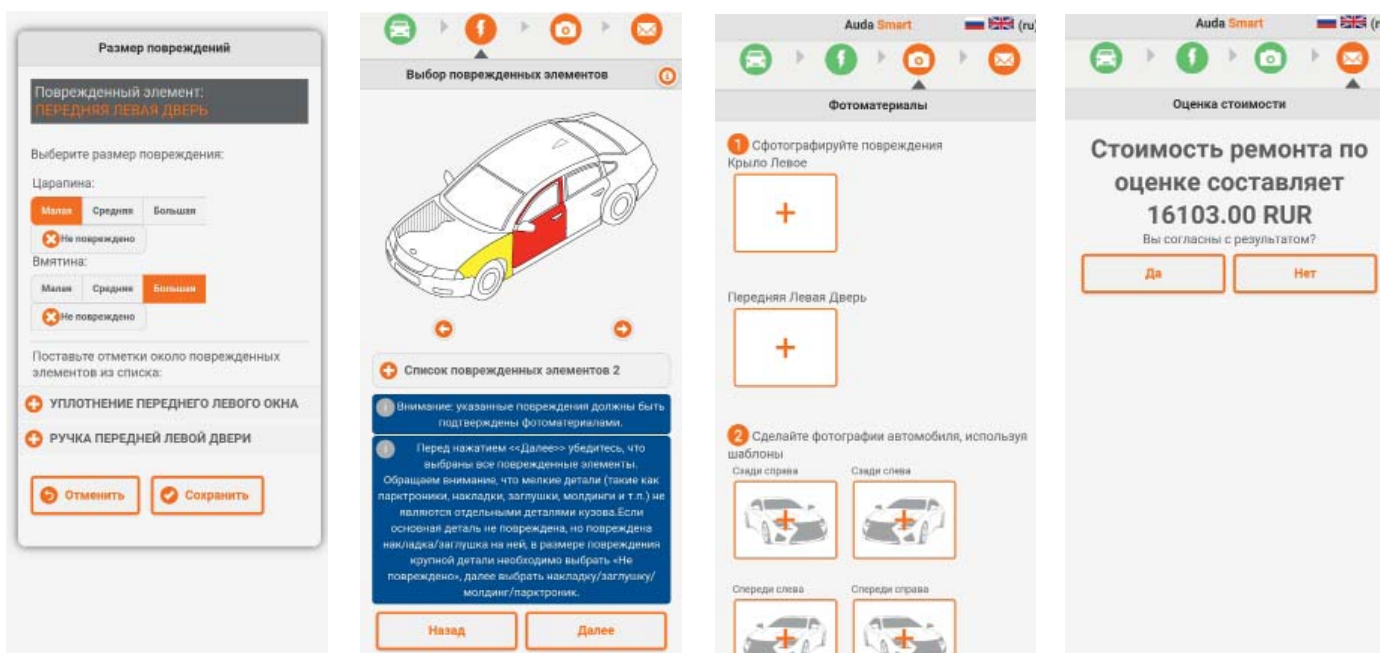 Размер повреждений
Поврежденный элемент:
ПЕРЕДНЯЯ ЛЕВАЯ ДВЕРЬ
Выберите размер повреждения:
Царапина:
Малая Средняя Большая
Не повреждено
Вмятина:
Малая Средняя Большая
Не повреждено
Поставьте отметки около поврежденных
элементов из списка:
УПЛОТНЕНИЕ ПЕРЕДНЕГО ЛЕВОГО ОКНА
РУЧКА ПЕРЕДНЕЙ ЛЕВОЙ ДВЕРИ
Отменить Сохранить
Выбор поврежденных элементов
Список поврежденных элементов 2
Внимание: указанные повреждения должны быть
подтверждены фотоматериалами.
Перед нажатием <<Далее>> убедитесь, что
выбраны все поврежденные элементы.
Обращаем внимание, что мелкие детали (такие как
парктроники, накладки, заглушки, молдинги и т.п.) не
являются отдельными деталями кузова.Если
основная деталь не повреждена, но повреждена
накладка/заглушка на ней, в размере повреждения
крупной детали необходимо выбрать «Не
повреждено», далее выбрать накладку/заглушку/
молдинг/парктроник.
Назад Далее
Auda Smart (ru)
Фотоматериалы
1 Сфотографируйте повреждения
Крыло Левое
Передняя Левая Дверь
2 Сделайте фотографии автомобиля, используя
шаблоны
Сзади справа Сзади слева
Спереди слева Спереди справа
Auda Smart
Оценка стоимости
Стоимость ремонта по
оценке составляет
16103.00 RUR
Вы согласны с результатом?
Да Нет